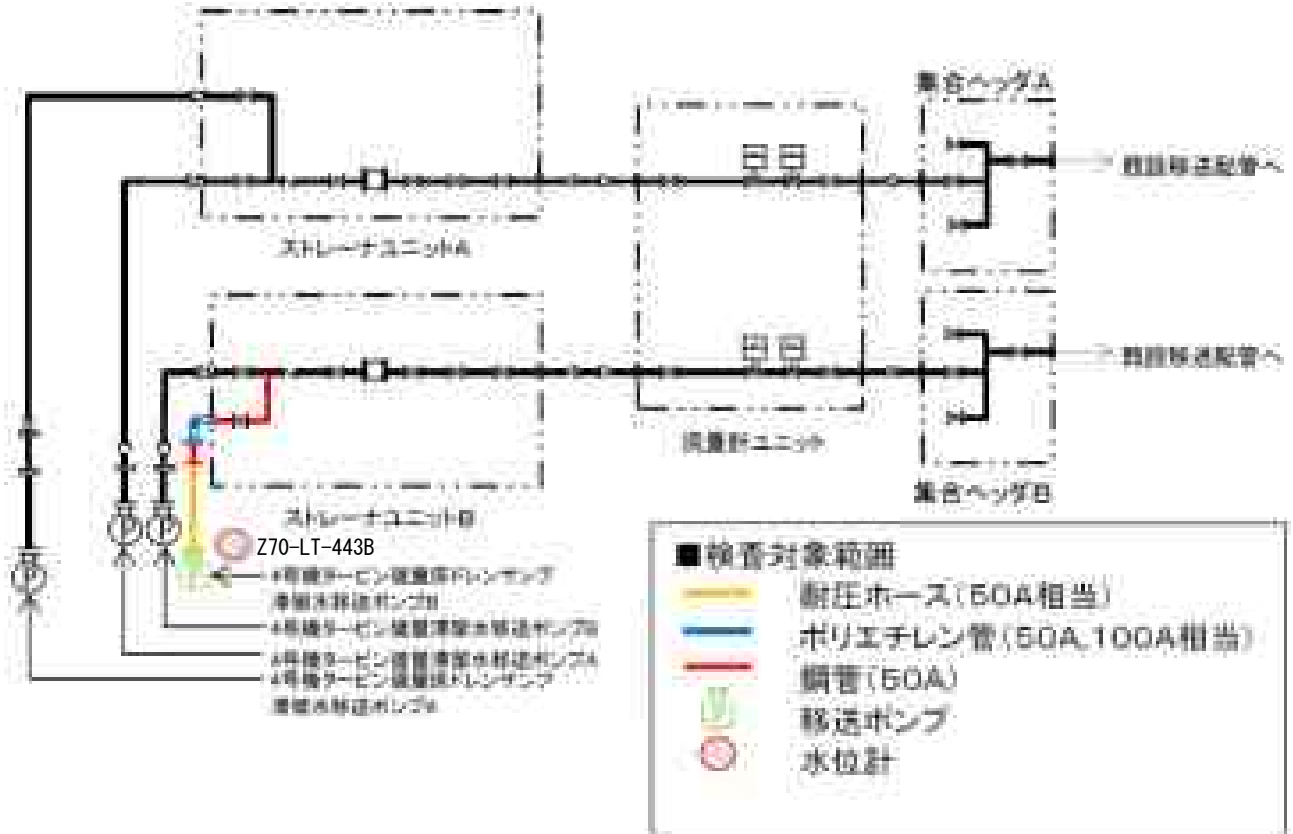 集合ヘッダA
既設移送配管へ
ストレーナユニットA
既設移送配管へ
流量計ユニット
集合ヘッダB
ストレーナユニットB
Z70-LT-443B
4号機タービン建屋床ドレンサンプ
滞留水移送ポンプB
4号機タービン建屋滞留水移送ポンプB
4号機タービン建屋滞留水移送ポンプA
4号機タービン建屋床ドレンサンプ
滞留水移送ポンプA
P
P
P
■検査対象範囲
耐圧ホース(50A相当)
ポリエチレン管(50A,100A相当)
鋼管(50A)
移送ポンプ
水位計